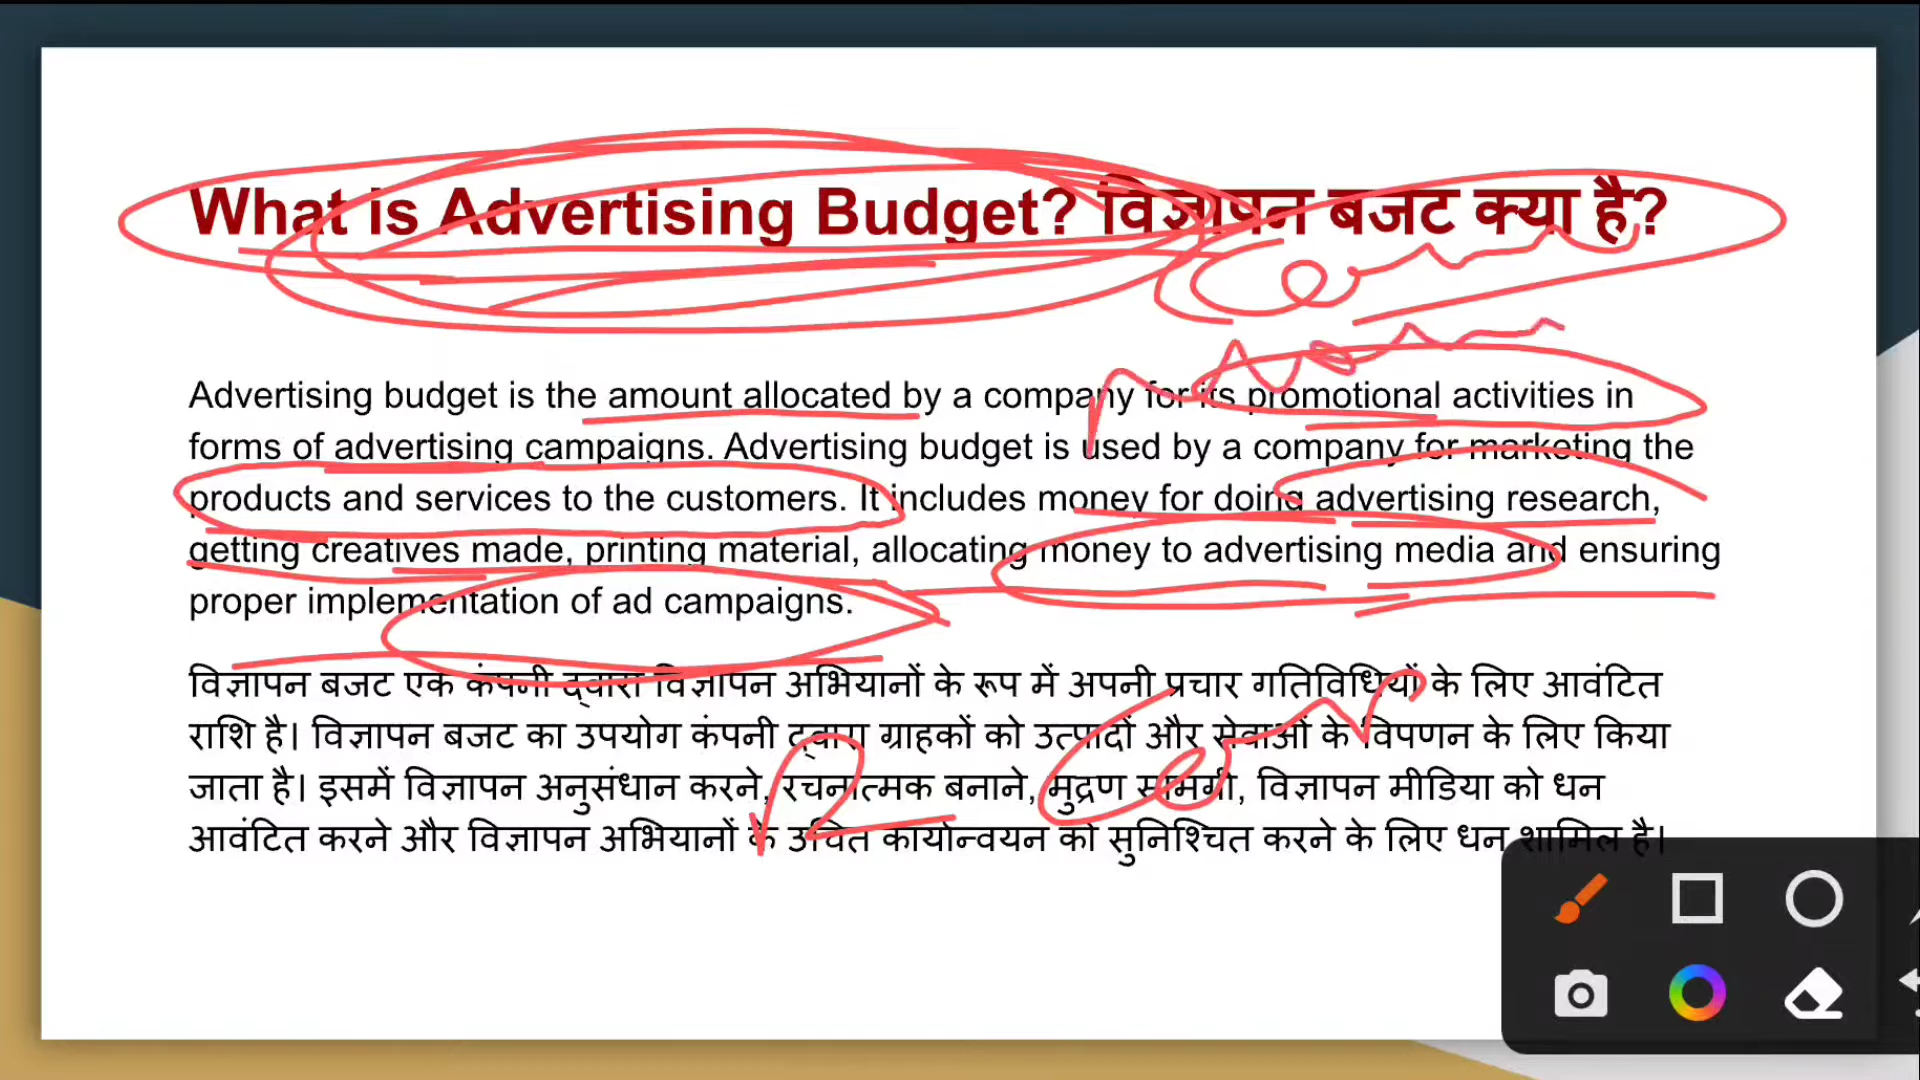 What is Advertising Budget? विज्ञापन बजट क्या है?
Advertising budget is the amount allocated by a company for its promotional activities in
forms of advertising campaigns. Advertising budget is used by a company for marketing the
products and services to the customers. It includes money for doing advertising research,
getting creatives made, printing material, allocating money to advertising media and ensuring
proper implementation of ad campaigns.
विज्ञापन बजट एक कंपनी द्वारा विज्ञापन अभियानों के रूप में अपनी प्रचार गतिविधियों के लिए आवंटित
राशि है। विज्ञापन बजट का उपयोग कंपनी द्वारा ग्राहकों को उत्पादों और सेवाओं के विपणन के लिए किया
जाता है। इसमें विज्ञापन अनुसंधान करने, रचनात्मक बनाने, मुद्रण सामग्री, विज्ञापन मीडिया को धन
आवंटित करने और विज्ञापन अभियानों के उचित कार्यान्वयन को सुनिश्चित करने के लिए धन शामिल है।